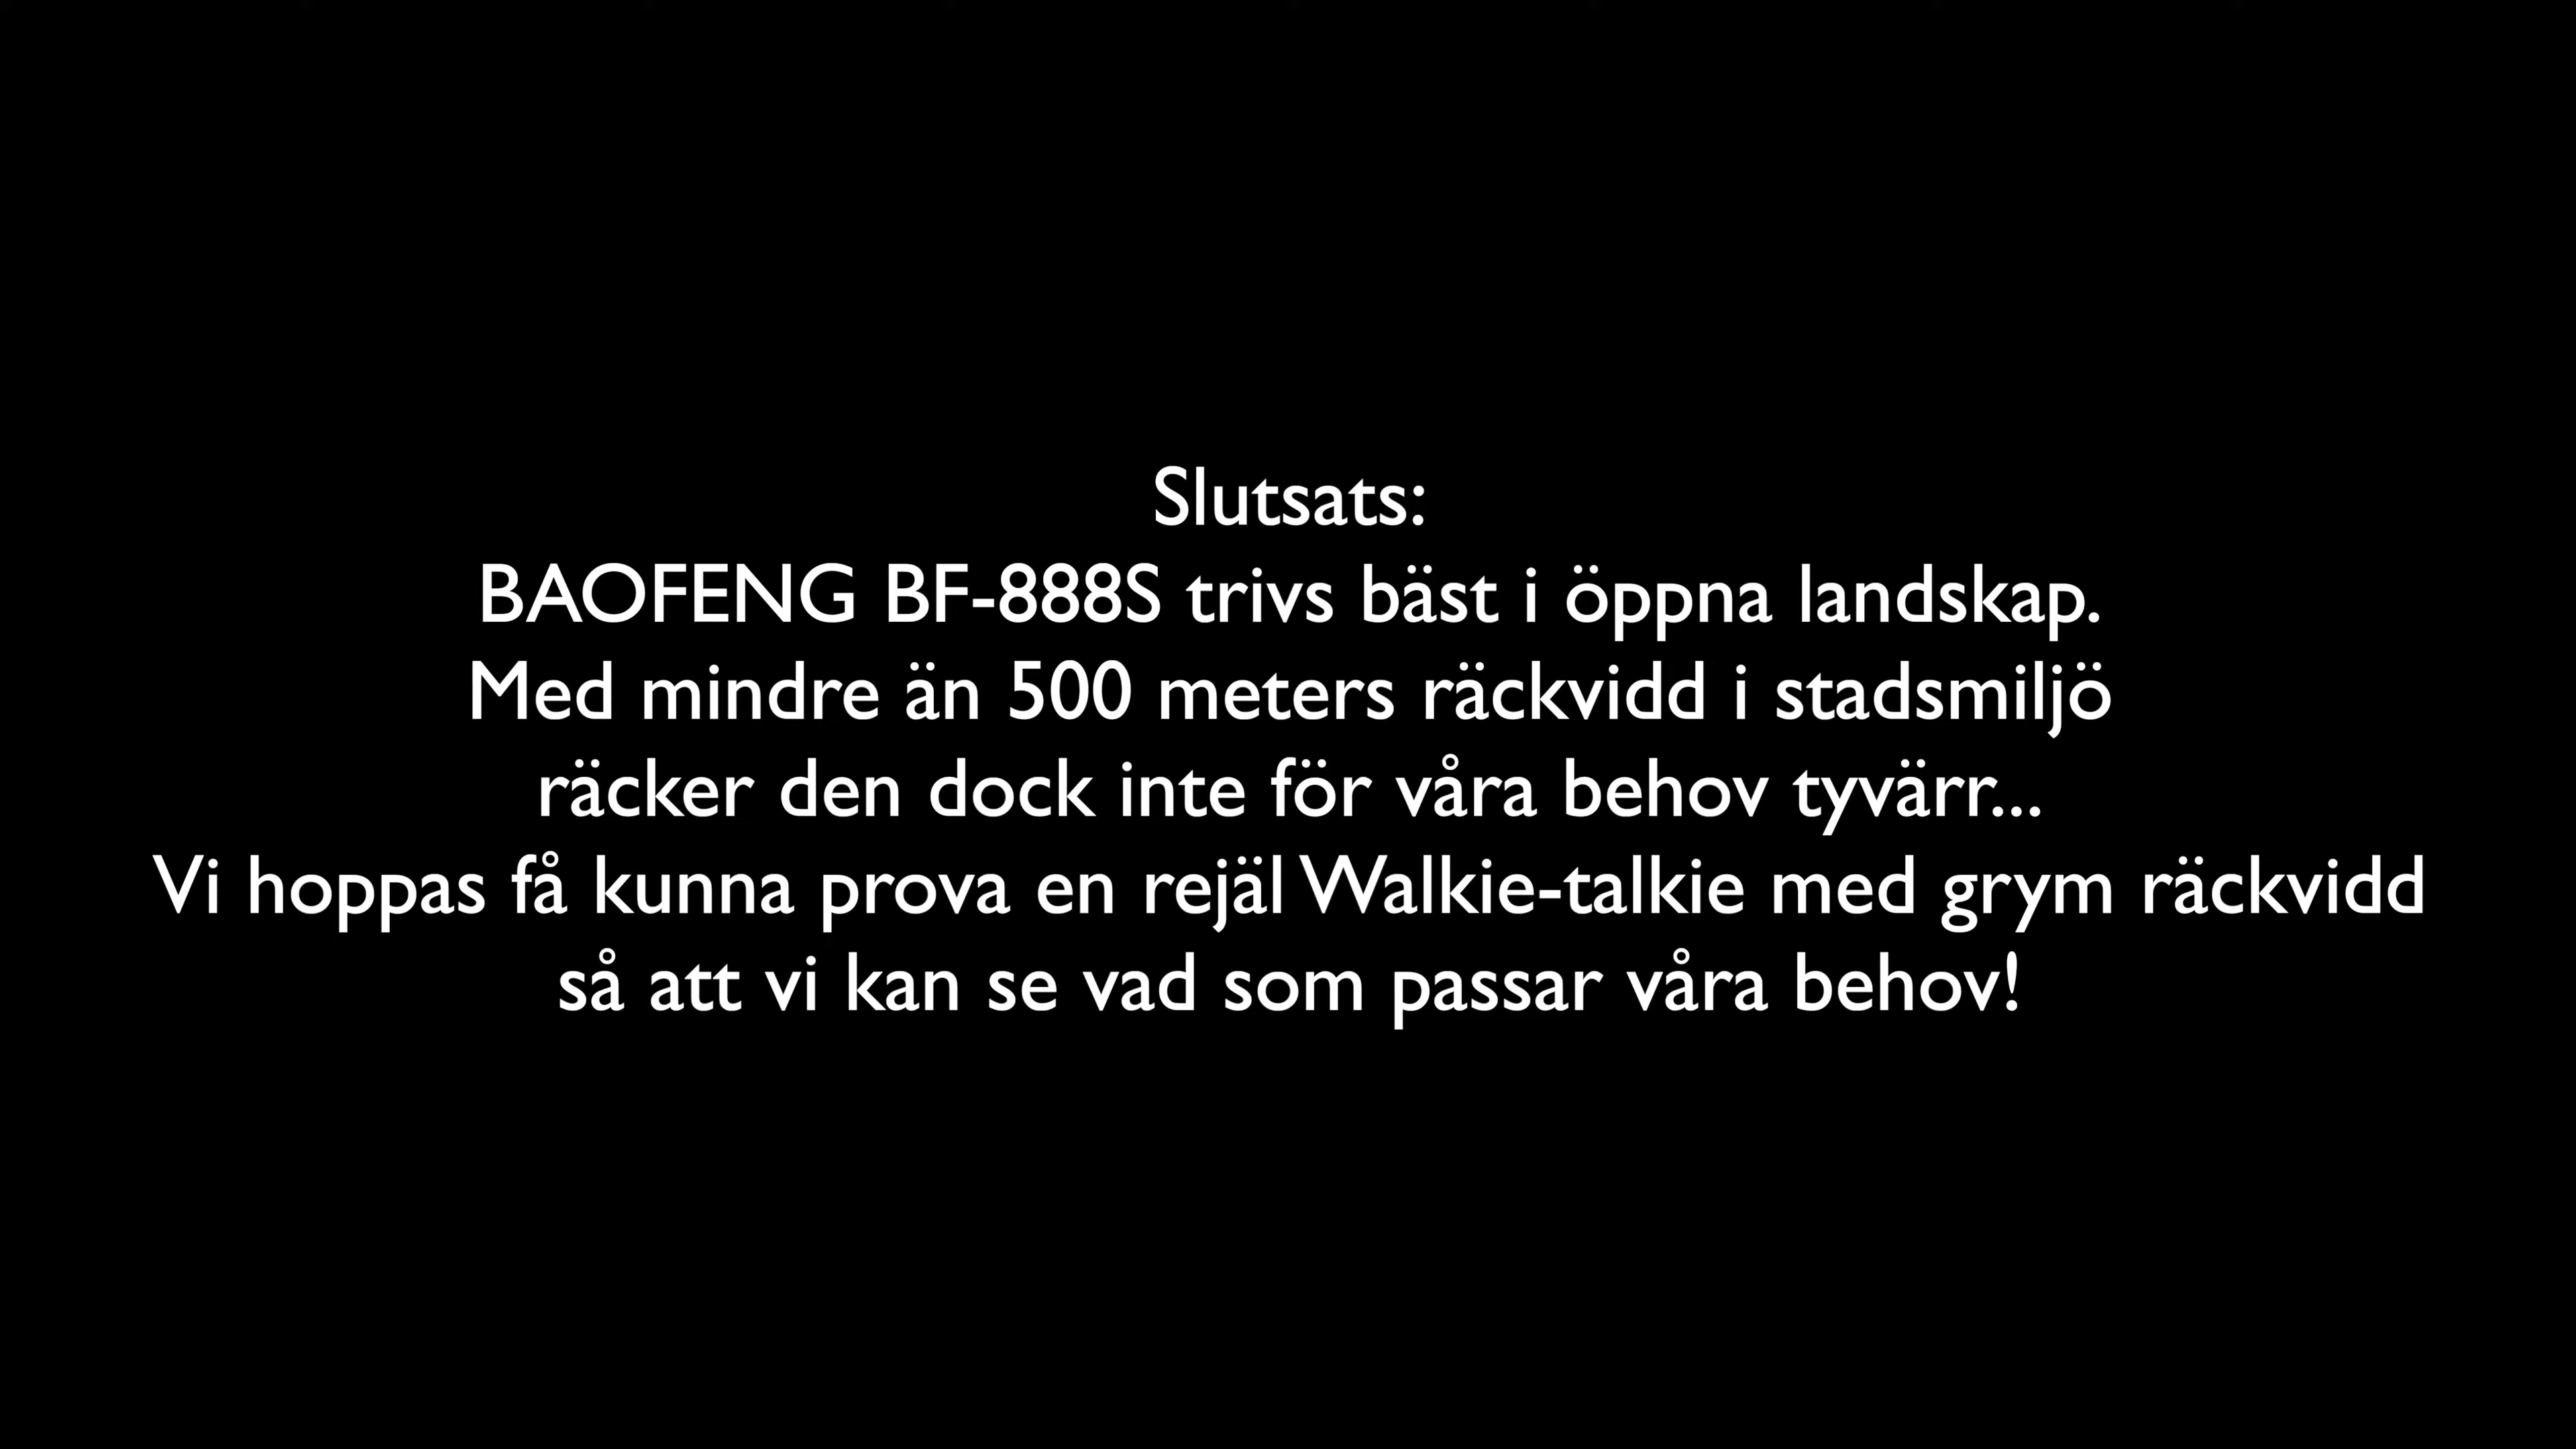 Slutsats:
BAOFENG BF-888S trivs bäst i öppna landskap.
Med mindre än 500 meters räckvidd i stadsmiljö
räcker den dock inte för våra behov tyvärr...
Vi hoppas få kunna prova en rejäl Walkie-talkie med grym räckvidd
så att vi kan se vad som passar våra behov!